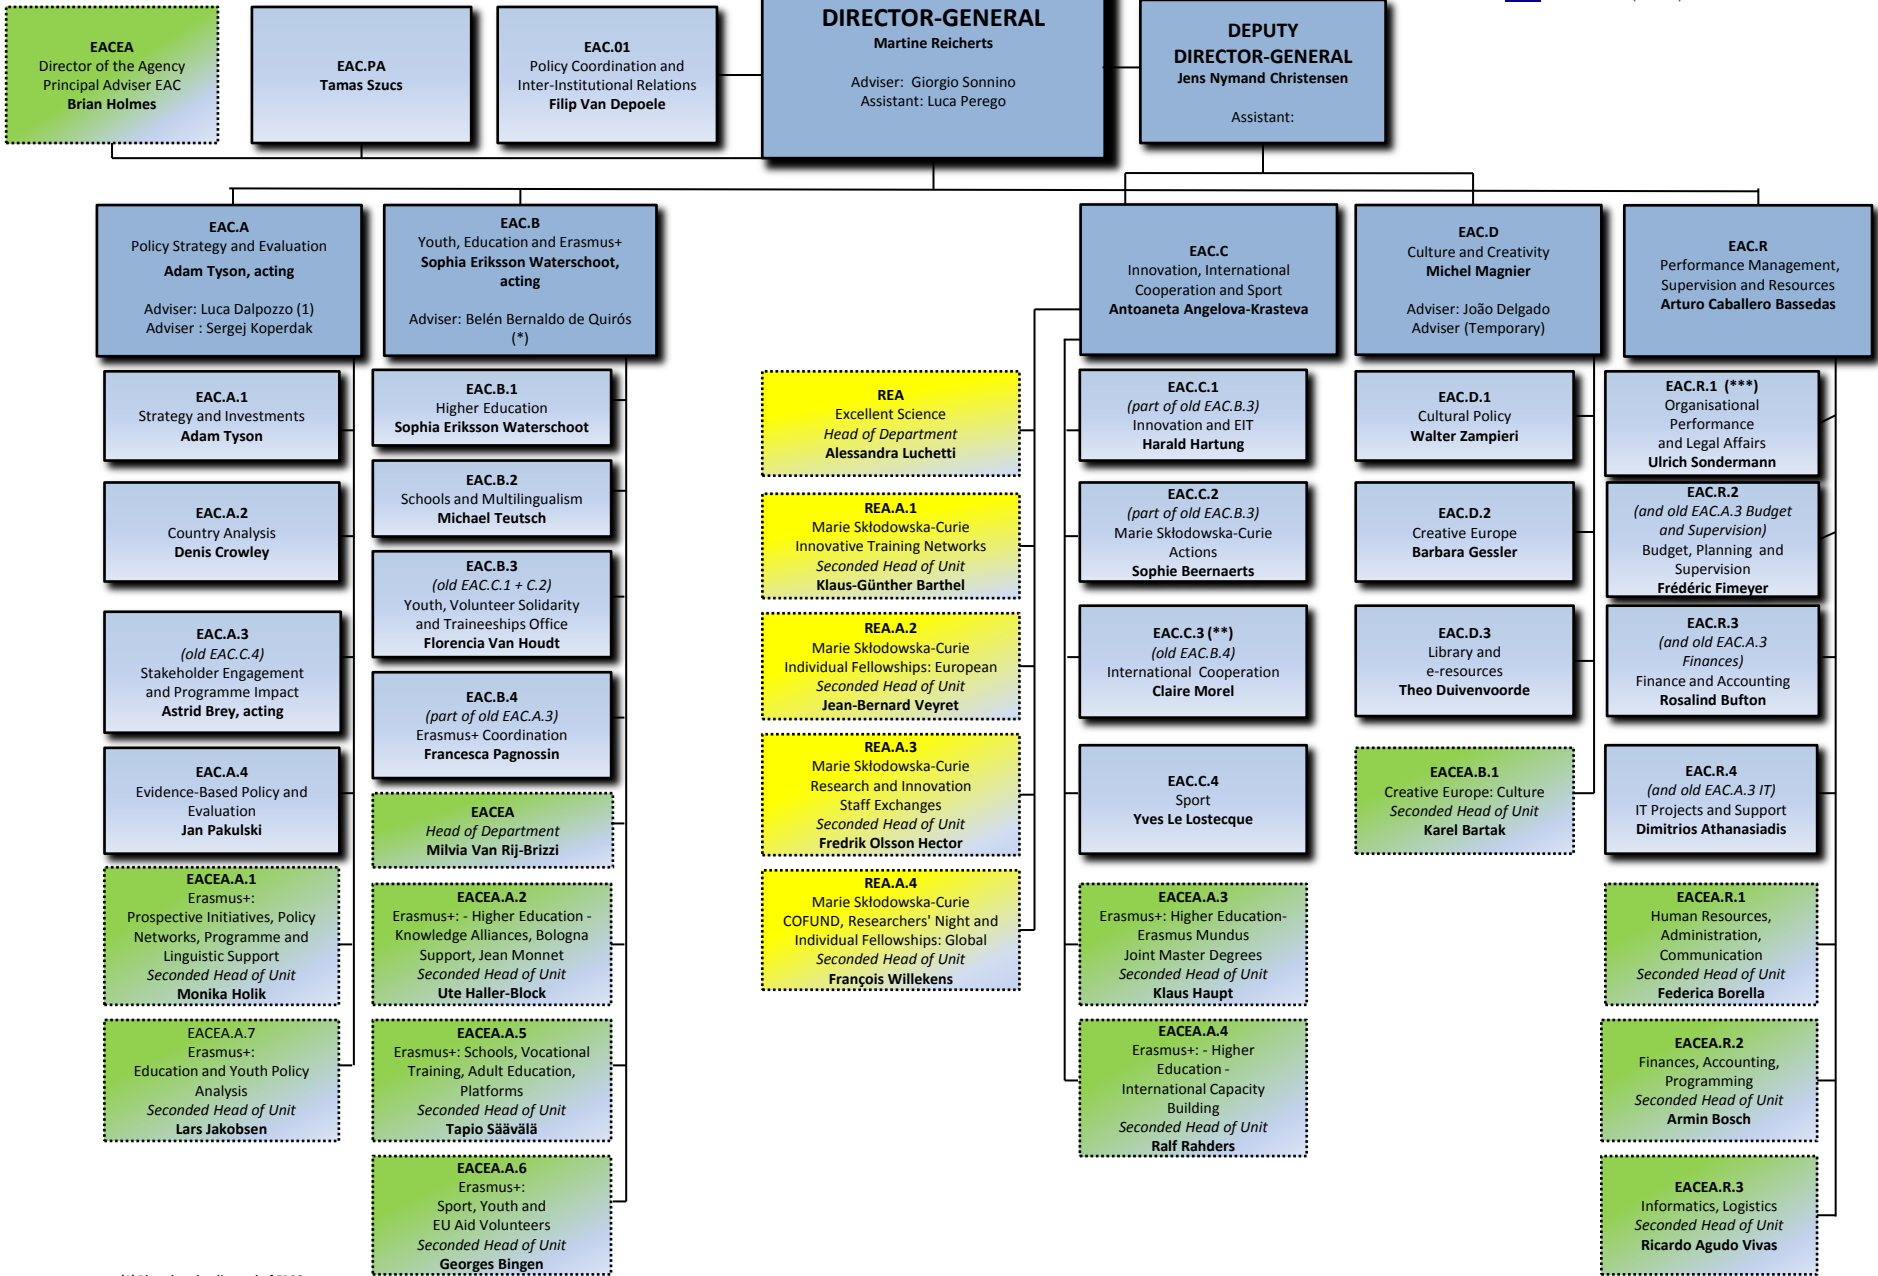 EACEA
Director of the Agency
Principal Adviser EAC
Brian Holmes
EAC.PA
Tamas Szucs
EAC.01
Policy Coordination and
Inter-Institutional Relations
Filip Van Depoele
DIRECTOR-GENERAL
Martine Reicherts
Adviser: Giorgio Sonnino
Assistant: Luca Perego
DEPUTY
DIRECTOR-GENERAL
Jens Nymand Christensen
Assistant:
EAC.A
Policy Strategy and Evaluation
Adam Tyson, acting
Adviser: Luca Dalpozzo (1)
Adviser : Sergej Koperdak
EAC.A.1
Strategy and Investments
Adam Tyson
EAC.A.2
Country Analysis
Denis Crowley
EAC.A.3
(old EAC.C.4)
Stakeholder Engagement
and Programme Impact
Astrid Brey, acting
EAC.A.4
Evidence-Based Policy and
Evaluation
Jan Pakulski
EACEA.A.1
Erasmus+:
Prospective Initiatives, Policy
Networks, Programme and
Linguistic Support
Seconded Head of Unit
Monika Holik
EACEA.A.7
Erasmus+:
Education and Youth Policy
Analysis
Seconded Head of Unit
Lars Jakobsen
EAC.B
Youth, Education and Erasmus+
Sophia Eriksson Waterschoot,
acting
Adviser: Belén Bernaldo de Quirós
(*)
EAC.B.1
Higher Education
Sophia Eriksson Waterschoot
EAC.B.2
Schools and Multilingualism
Michael Teutsch
EAC.B.3
(old EAC.C.1 + C.2)
Youth, Volunteer Solidarity
and Traineeships Office
Florencia Van Houdt
EAC.B.4
(part of old EAC.A.3)
Erasmus+ Coordination
Francesca Pagnossin
EACEA
Head of Department
Milvia Van Rij-Brizzi
EACEA.A.2
Erasmus+: - Higher Education -
Knowledge Alliances, Bologna
Support, Jean Monnet
Seconded Head of Unit
Ute Haller-Block
EACEA.A.5
Erasmus+: Schools, Vocational
Training, Adult Education,
Platforms
Seconded Head of Unit
Tapio Säävälä
EACEA.A.6
Erasmus+:
Sport, Youth and
EU Aid Volunteers
Seconded Head of Unit
Georges Bingen
REA
Excellent Science
Head of Department
Alessandra Luchetti
REA.A.1
Marie Skłodowska-Curie
Innovative Training Networks
Seconded Head of Unit
Klaus-Günther Barthel
REA.A.2
Marie Skłodowska-Curie
Individual Fellowships: European
Seconded Head of Unit
Jean-Bernard Veyret
REA.A.3
Marie Skłodowska-Curie
Research and Innovation
Staff Exchanges
Seconded Head of Unit
Fredrik Olsson Hector
REA.A.4
Marie Skłodowska-Curie
COFUND, Researchers' Night and
Individual Fellowships: Global
Seconded Head of Unit
François Willekens
EAC.C
Innovation, International
Cooperation and Sport
Antoaneta Angelova-Krasteva
EAC.C.1
(part of old EAC.B.3)
Innovation and EIT
Harald Hartung
EAC.C.2
(part of old EAC.B.3)
Marie Skłodowska-Curie
Actions
Sophie Beernaerts
EAC.C.3 (**)
(old EAC.B.4)
International Cooperation
Claire Morel
EAC.C.4
Sport
Yves Le Lostecque
EACEA.A.3
Erasmus+: Higher Education-
Erasmus Mundus
Joint Master Degrees
Seconded Head of Unit
Klaus Haupt
EACEA.A.4
Erasmus+: - Higher
Education -
International Capacity
Building
Seconded Head of Unit
Ralf Rahders
EAC.D
Culture and Creativity
Michel Magnier
Adviser: João Delgado
Adviser (Temporary)
EAC.D.1
Cultural Policy
Walter Zampieri
EAC.D.2
Creative Europe
Barbara Gessler
EAC.D.3
Library and
e-resources
Theo Duivenvoorde
EACEA.B.1
Creative Europe: Culture
Seconded Head of Unit
Karel Bartak
EAC.R
Performance Management,
Supervision and Resources
Arturo Caballero Bassedas
EAC.R.1 (***)
Organisational
Performance
and Legal Affairs
Ulrich Sondermann
EAC.R.2
(and old EAC.A.3 Budget
and Supervision)
Budget, Planning and
Supervision
Frédéric Fimeyer
EAC.R.3
(and old EAC.A.3
Finances)
Finance and Accounting
Rosalind Bufton
EAC.R.4
(and old EAC.A.3 IT)
IT Projects and Support
Dimitrios Athanasiadis
EACEA.R.1
Human Resources,
Administration,
Communication
Seconded Head of Unit
Federica Borella
EACEA.R.2
Finances, Accounting,
Programming
Seconded Head of Unit
Armin Bosch
EACEA.R.3
Informatics, Logistics
Seconded Head of Unit
Ricardo Agudo Vivas